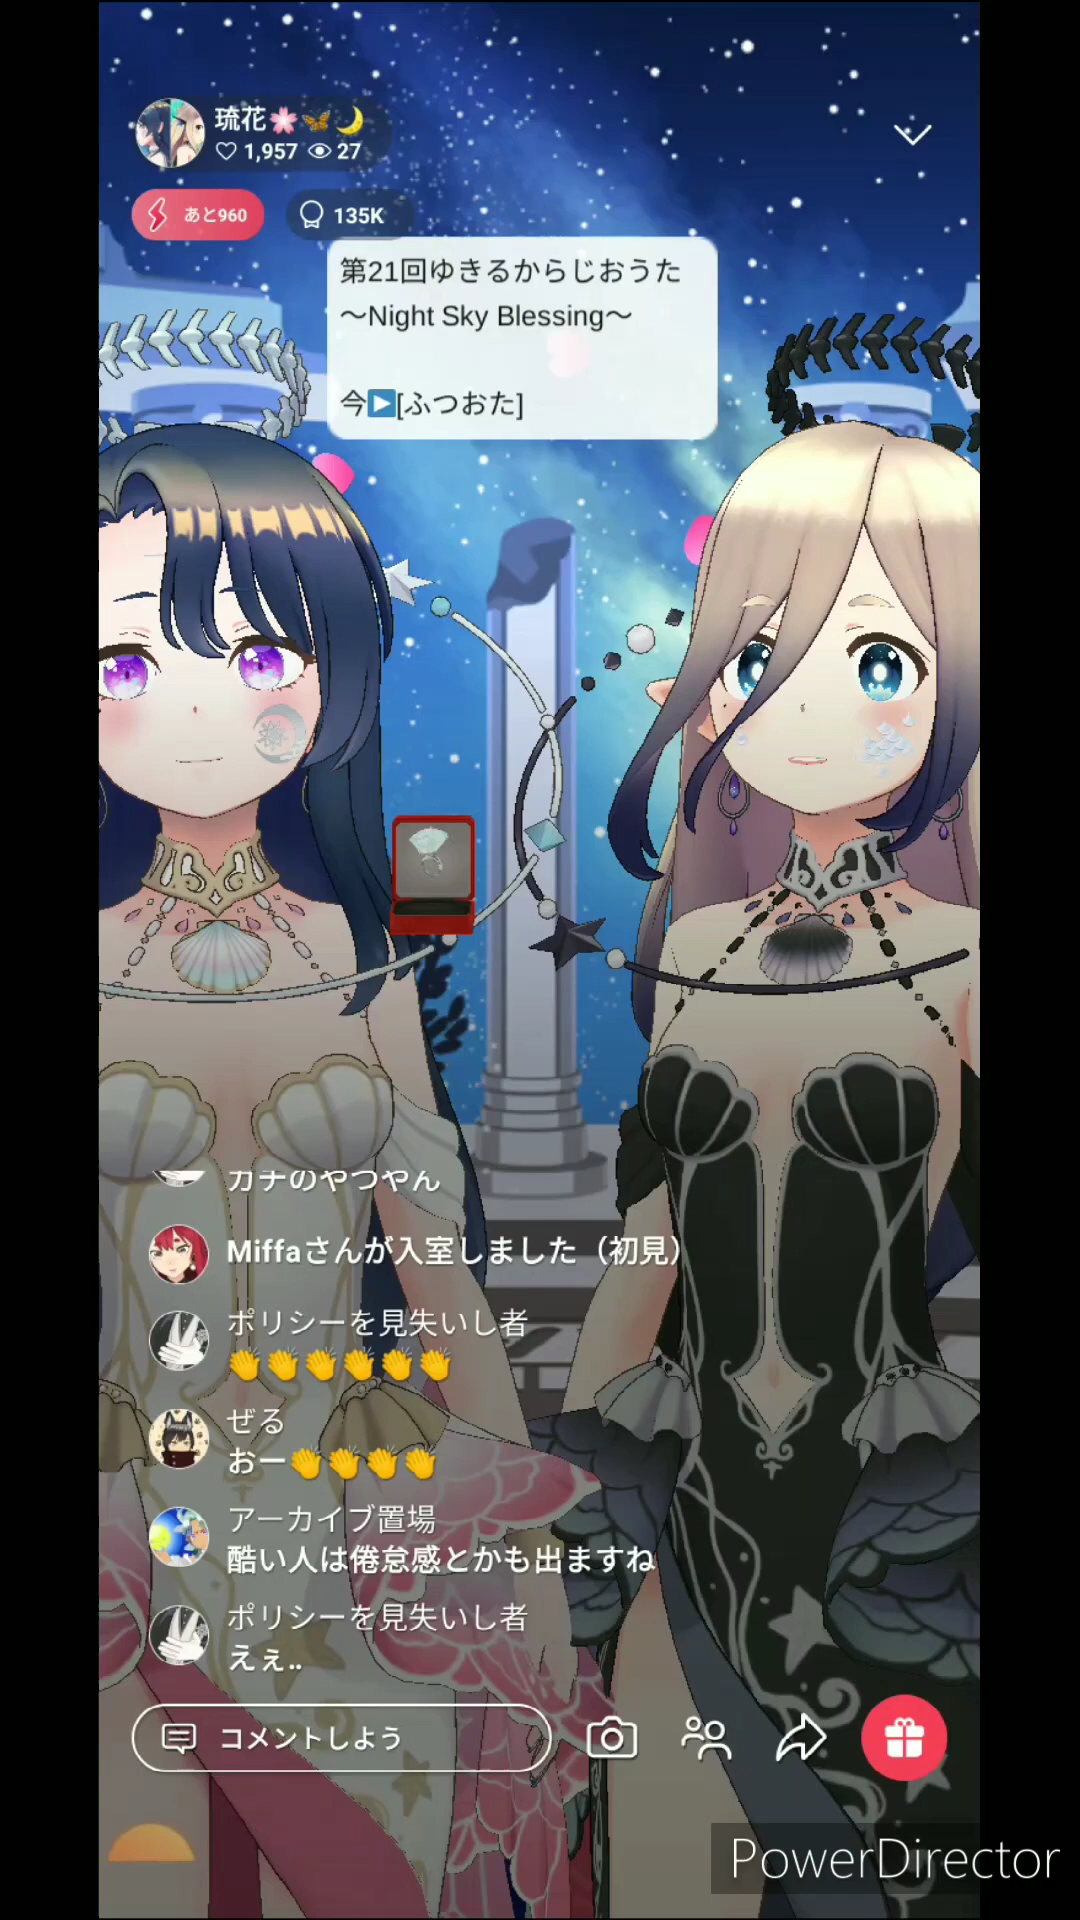 琉花🌸🦋🌙
1,957 27
あと960
135K
第21回ゆきるからじおうた
～Night Sky Blessing～
今▶️[ふつおた]
ガチのやつやん
Miffaさんが入室しました（初見）
ポリシーを見失いし者
👏👏👏👏👏👏
ぜる
おー👏👏👏👏
アーカイブ置場
酷い人は倦怠感とかも出ますね
ポリシーを見失いし者
えぇ..
コメントしよう
PowerDirector